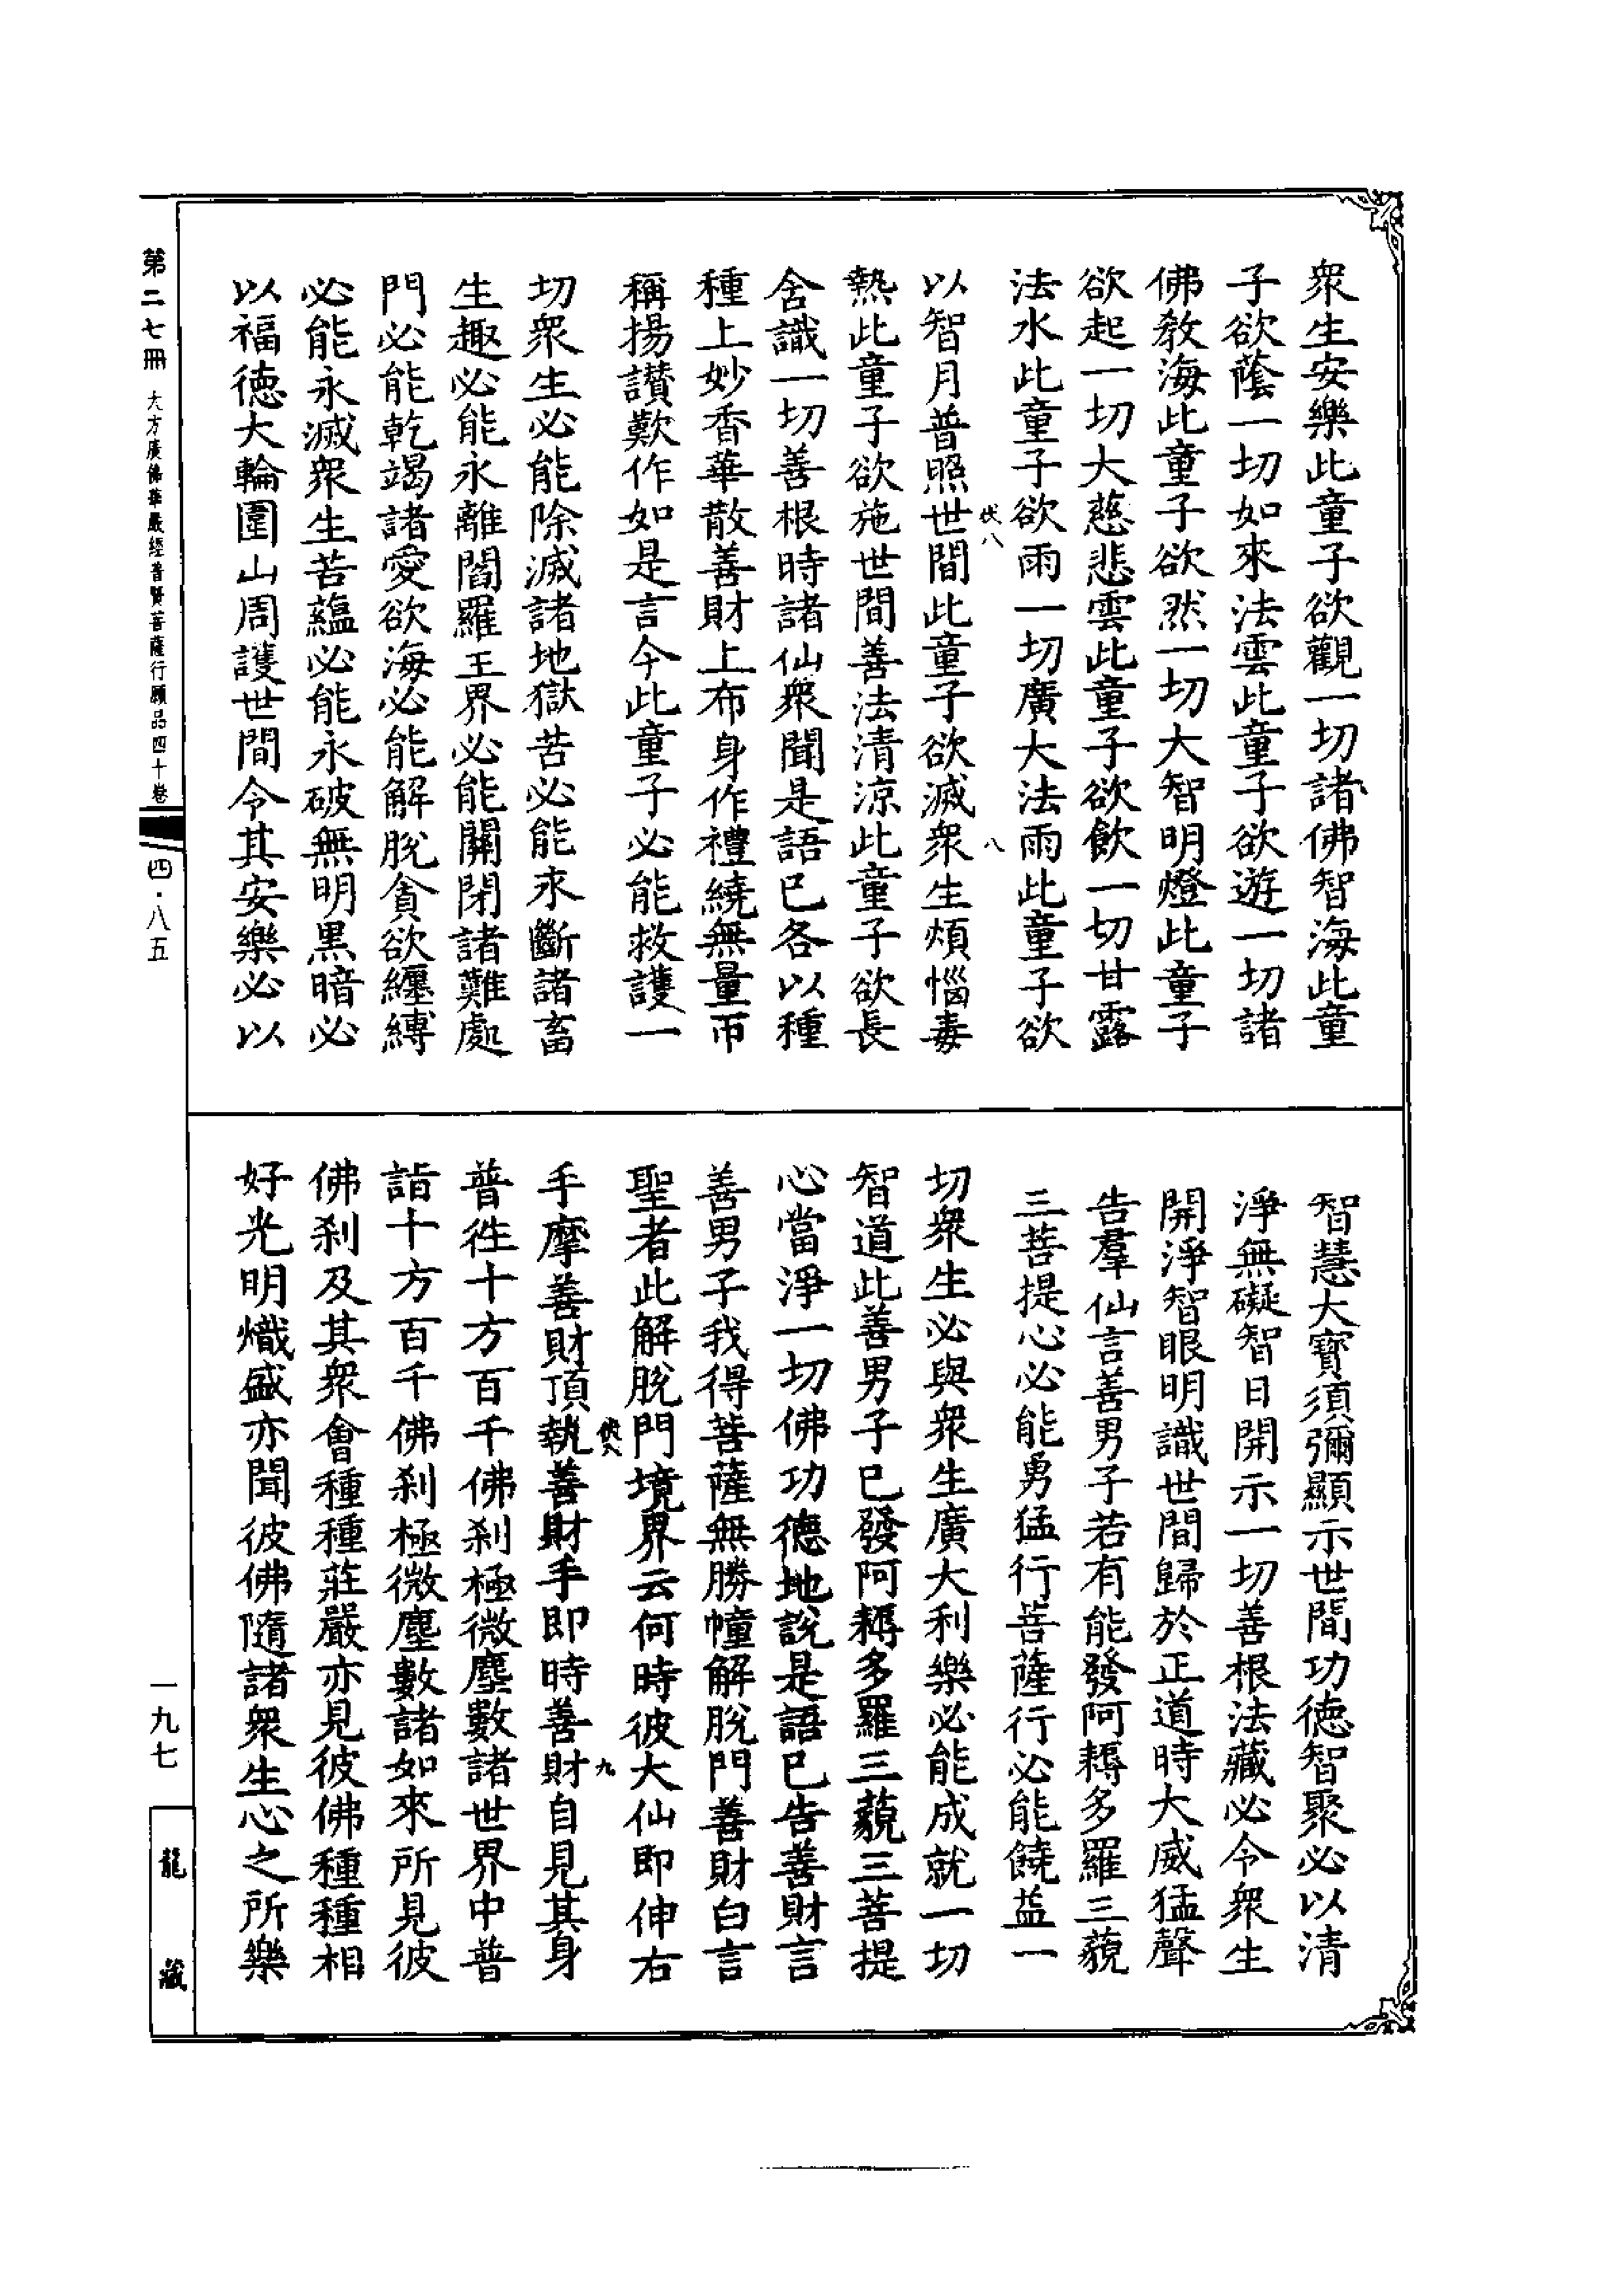 衆生安樂此童子欲觀一切諸佛智海此童
子欲蔭一切如來法雲此童子欲遊一切諸
佛教海此童子欲然一切大智明燈此童子
欲起一切大慈悲雲此童子欲飲一切甘露
法水此童子欲雨一切廣大法雨此童子欲
伏八
八
以智月普照世間此童子欲滅衆生煩惱毒
熱此童子欲施世間善法清涼此童子欲長
含識一切善根時諸仙衆聞是語已各以種
種上妙香華散善財上布身作禮繞無量帀
稱揚讃歎作如是言今此童子必能救護一
切衆生必能除滅諸地獄苦必能永斷諸畜
生趣必能永離閻羅王界必能關閉諸難處
門必能乾竭諸愛欲海必能解脫貪欲纏縛
必能永滅衆生苦蘊必能永破無明黑暗必
以福德大輪圍山周護世間令其安樂必以
智慧大寶須彌顯示世間功德智聚必以清
淨無礙智日開示一切善根法藏必令衆生
開淨智眼明識世間歸於正道時大威猛聲
告羣仙言善男子若有能發阿耨多羅三藐
三菩提心必能勇猛行菩薩行必能饒益一
切衆生必與衆生廣大利樂必能成就一切
智道此善男子已發阿耨多羅三藐三菩提
心當淨一切佛功德地說是語已告善財言
善男子我得菩薩無勝幢解脫門善財白言
聖者此解脫門境界云何時彼大仙即伸右
伏八
九
手摩善財頂執善財手即時善財自見其身
普徃十方百千佛刹極微塵數諸世界中普
詣十方百千佛刹極微塵數諸如來所見彼
佛刹及其衆會種種莊嚴亦見彼佛種種相
好光明熾盛亦聞彼佛隨諸衆生心之所樂
第二七冊
大方廣佛華嚴經普賢菩薩行願品四十卷
四·八五
一九七
龍藏